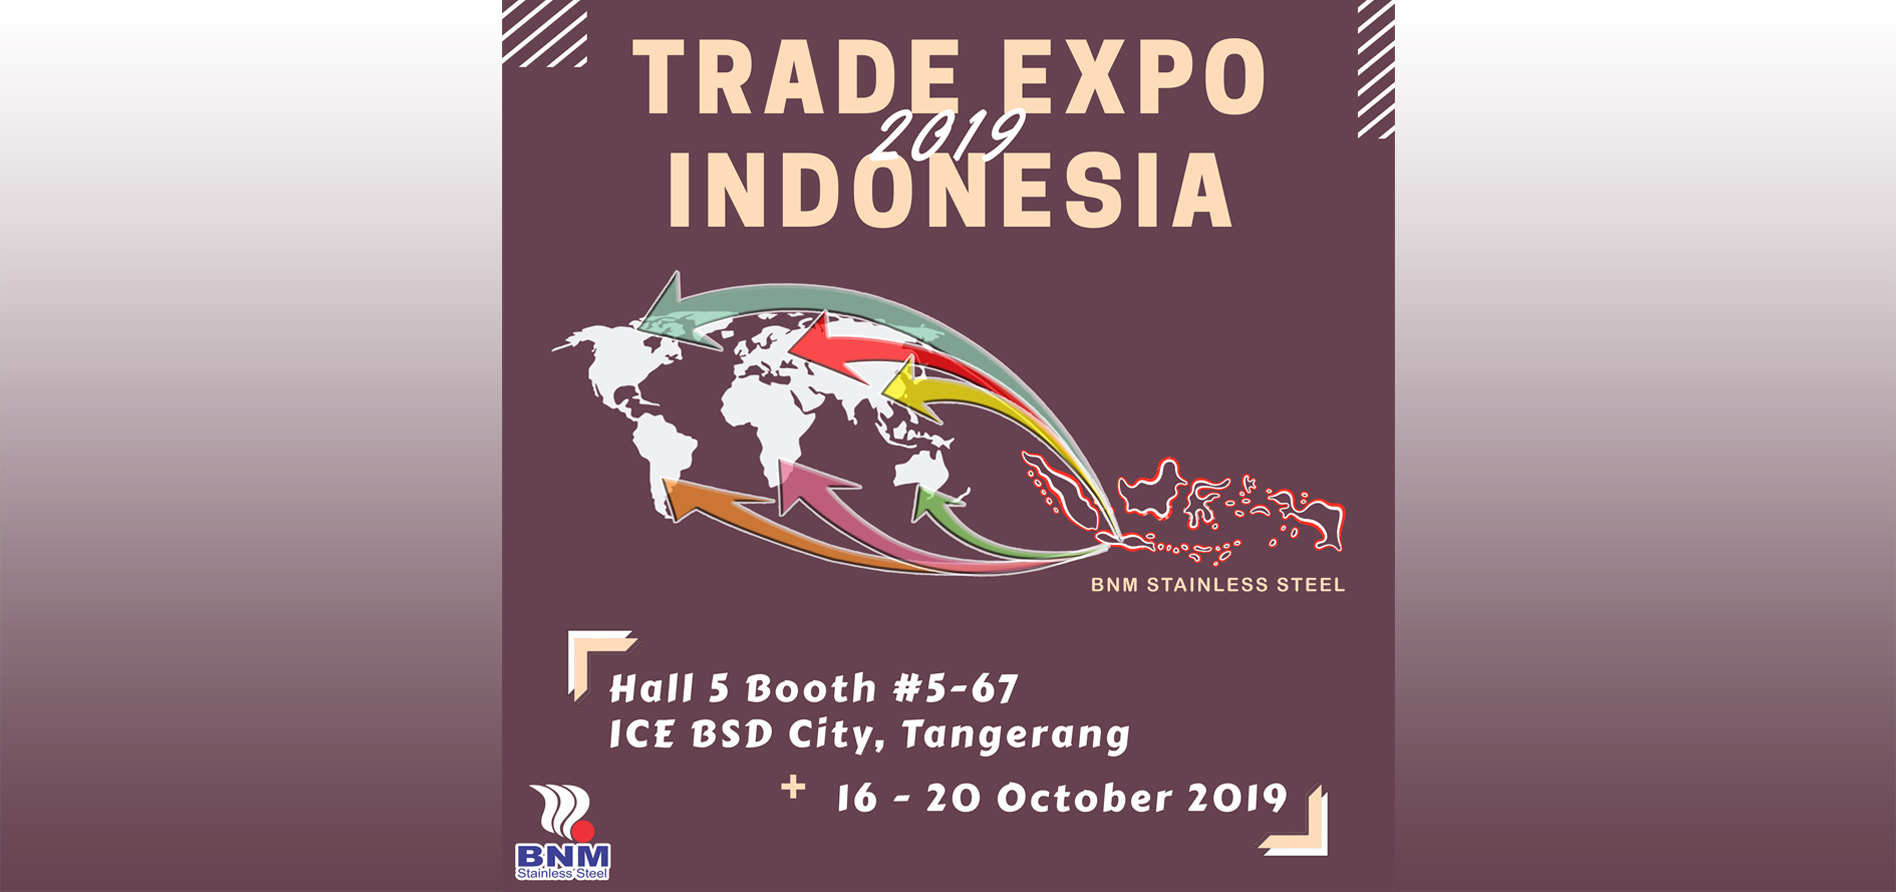 TRADE EXPO
2019
INDONESIA
BNM STAINLESS STEEL
Hall 5 Booth #5-67
ICE BSD City, Tangerang
+ 16 - 20 October 2019
BNM
Stainless Steel